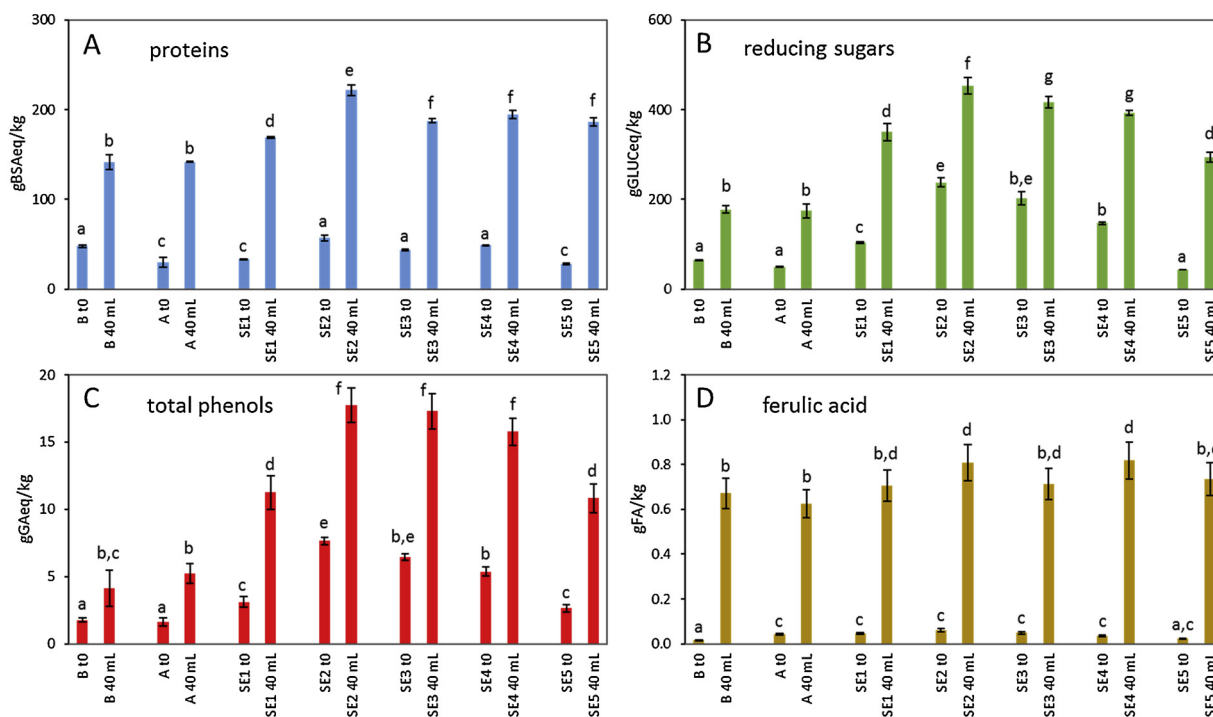 A proteins
gBSAeq/kg
300
200
100
0
a
b
c
b
c
d
a
e
a
f
a
f
c
f
B t0
B 40 mL
A t0
A 40 mL
SE1 t0
SE1 40 mL
SE2 t0
SE2 40 mL
SE3 t0
SE3 40 mL
SE4 t0
SE4 40 mL
SE5 t0
SE5 40 mL
B reducing sugars
gGLUCeq/kg
600
400
200
0
a
b
a
b
c
d
e
f
b,e
g
b
g
a
d
B t0
B 40 mL
A t0
A 40 mL
SE1 t0
SE1 40 mL
SE2 t0
SE2 40 mL
SE3 t0
SE3 40 mL
SE4 t0
SE4 40 mL
SE5 t0
SE5 40 mL
C total phenols
gGAeq/kg
20
15
10
5
0
a
b,c
a
b
c
d
e
f
b,e
f
b
f
c
d
B t0
B 40 mL
A t0
A 40 mL
SE1 t0
SE1 40 mL
SE2 t0
SE2 40 mL
SE3 t0
SE3 40 mL
SE4 t0
SE4 40 mL
SE5 t0
SE5 40 mL
D ferulic acid
gFA/kg
1.2
1.0
0.8
0.6
0.4
0.2
0.0
a
b
c
b
c
b,d
c
d
c
b,d
c
d
a,c
B t0
B 40 mL
A t0
A 40 mL
SE1 t0
SE1 40 mL
SE2 t0
SE2 40 mL
SE3 t0
SE3 40 mL
SE4 t0
SE4 40 mL
SE5 t0
SE5 40 mL